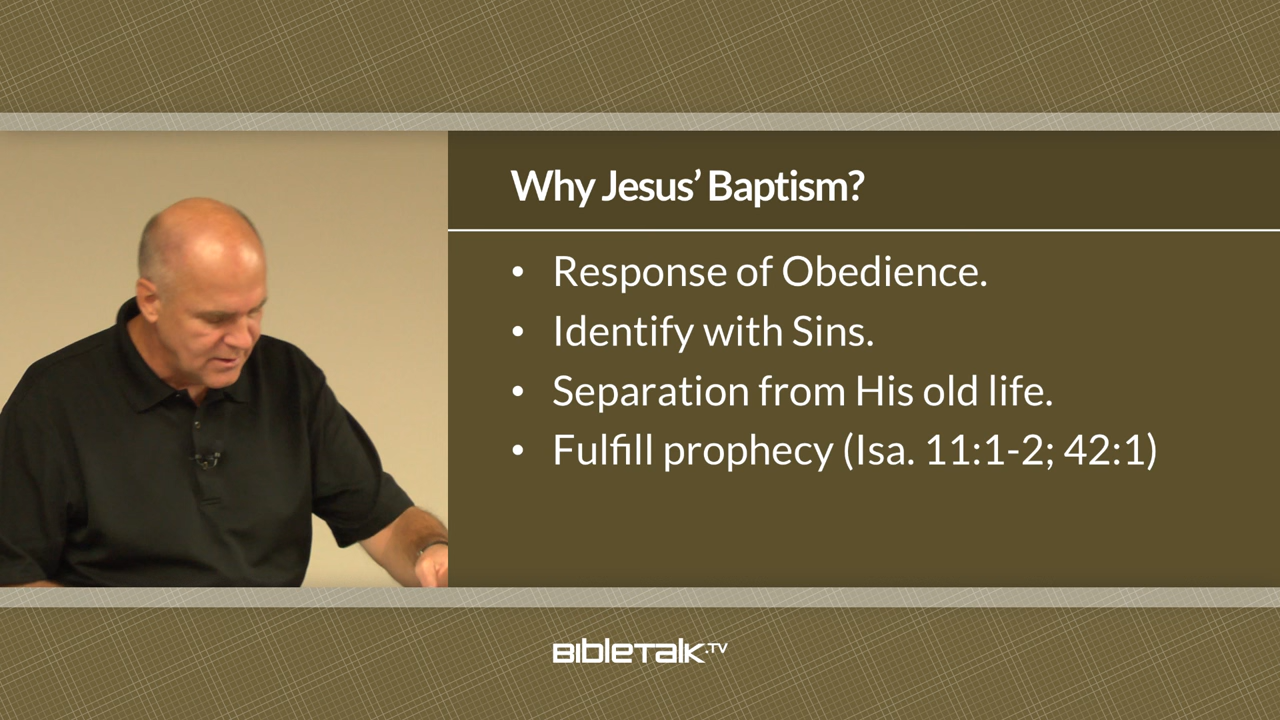 Why Jesus’ Baptism?
• Response of Obedience.
• Identify with Sins.
• Separation from His old life.
• Fulfill prophecy (Isa. 11:1-2; 42:1)
BIBLETALK.TV